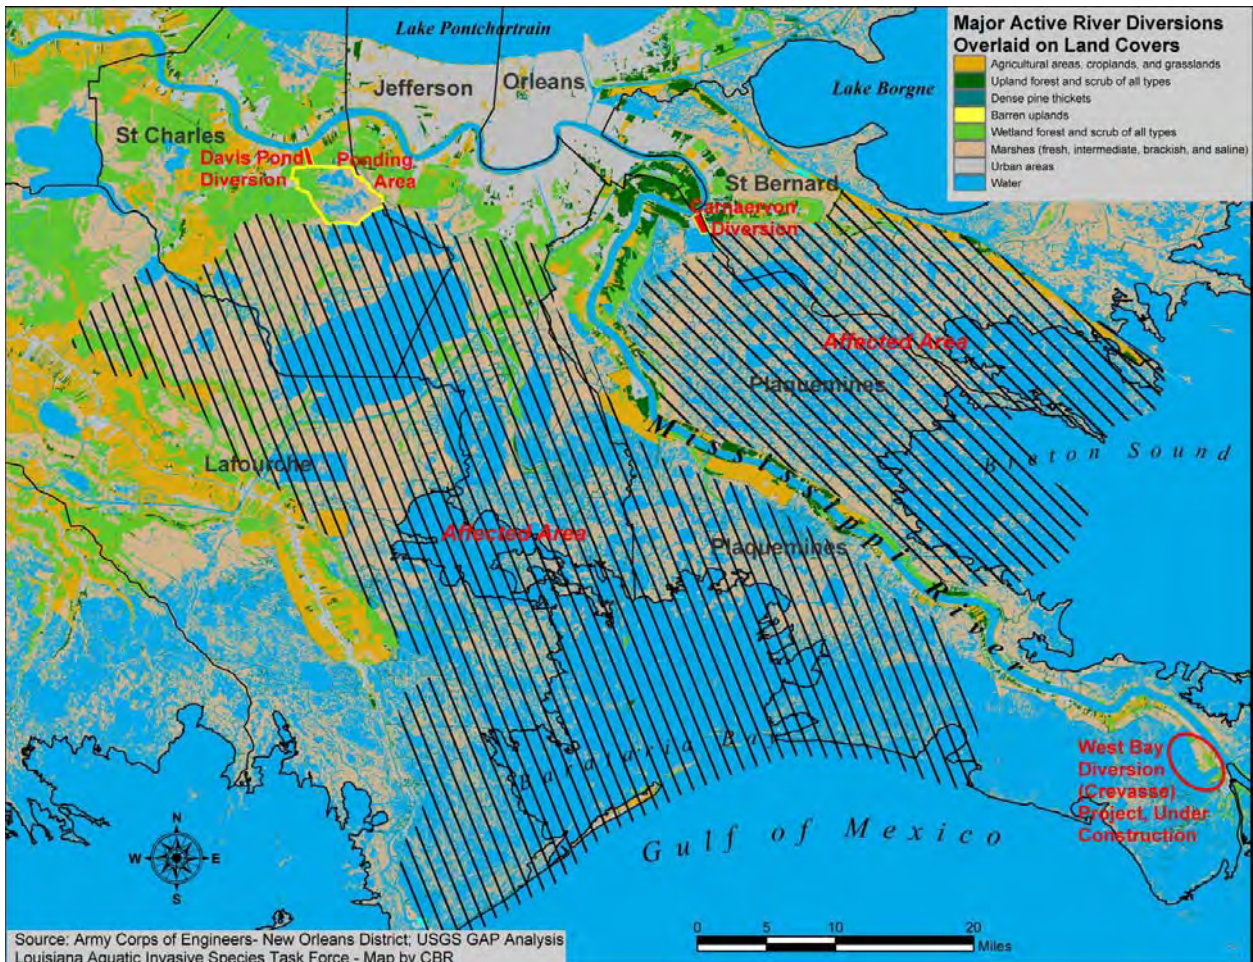 Major Active River Diversions
Overlaid on Land Covers
Agricultural areas, croplands, and grasslands
Upland forest and scrub of all types
Dense pine thickets
Barren uplands
Wetland forest and scrub of all types
Marshes (fresh, intermediate, brackish, and saline)
Urban areas
Water
Lake Pontchartrain
Jefferson
Orleans
Lake Borgne
St Charles
Davis Pond
Diversion
Ponding
Area
St Bernard
Carnaervon
Diversion
Affected Area
Plaquemines
Breton Sound
Mississippi River
Lafourche
Affected Area
Plaquemines
Barataria Bay
Gulf of Mexico
West Bay
Diversion
(Crevasse)
Project, Under
Construction
N
W E
S
0 5 10 20
Miles
Source: Army Corps of Engineers- New Orleans District; USGS GAP Analysis
Louisiana Aquatic Invasive Species Task Force - Map by CBR